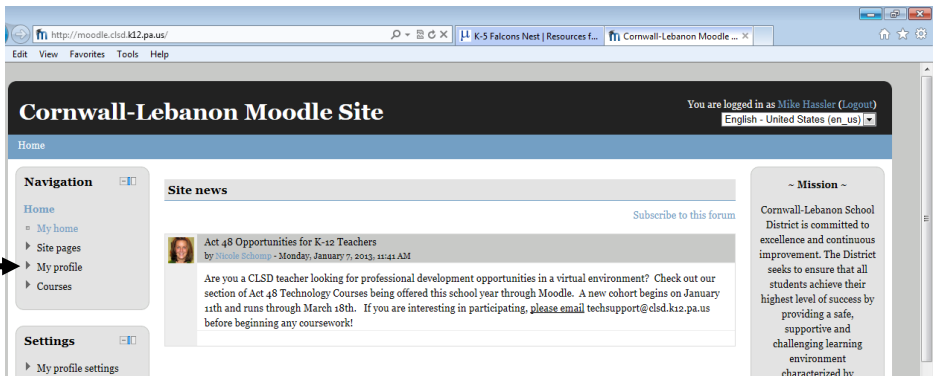 http://moodle.clsd.k12.pa.us/
K-5 Falcons Nest | Resources f...
Cornwall-Lebanon Moodle ...
Edit View Favorites Tools Help
Cornwall-Lebanon Moodle Site
You are logged in as Mike Hassler (Logout)
English - United States (en_us)
Home
Navigation
Home
My home
Site pages
My profile
Courses
Settings
My profile settings
Site news
Subscribe to this forum
Act 48 Opportunities for K-12 Teachers
by Nicole Schomp - Monday, January 7, 2013, 11:41 AM
Are you a CLSD teacher looking for professional development opportunities in a virtual environment? Check out our
section of Act 48 Technology Courses being offered this school year through Moodle. A new cohort begins on January
11th and runs through March 18th. If you are interesting in participating, please email techsupport@clsd.k12.pa.us
before beginning any coursework!
~ Mission ~
Cornwall-Lebanon School
District is committed to
excellence and continuous
improvement. The District
seeks to ensure that all
students achieve their
highest level of success by
providing a safe,
supportive and
challenging learning
environment
characterized by